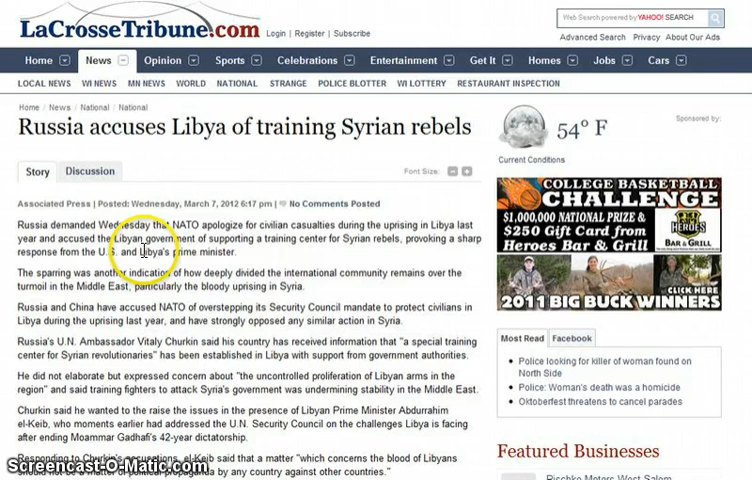 LaCrosseTribune.com
Login | Register | Subscribe
Web Search powered by YAHOO! SEARCH
Advanced Search Privacy About Our Ads
Home News Opinion Sports Celebrations Entertainment Get It Homes Jobs Cars
LOCAL NEWS WI NEWS MN NEWS WORLD NATIONAL STRANGE POLICE BLOTTER WI LOTTERY RESTAURANT INSPECTION
Home / News / National / National
Russia accuses Libya of training Syrian rebels
Story Discussion
Font Size:
Associated Press | Posted: Wednesday, March 7, 2012 6:17 pm | No Comments Posted
Russia demanded Wednesday that NATO apologize for civilian casualties during the uprising in Libya last
year and accused the Libyan government of supporting a training center for Syrian rebels, provoking a sharp
response from the U.S. and Libya's prime minister.
The sparring was another indication of how deeply divided the international community remains over the
turmoil in the Middle East, particularly the bloody uprising in Syria.
Russia and China have accused NATO of overstepping its Security Council mandate to protect civilians in
Libya during the uprising last year, and have strongly opposed any similar action in Syria.
Russia's U.N. Ambassador Vitaly Churkin said his country has received information that "a special training
center for Syrian revolutionaries" has been established in Libya with support from government authorities.
He did not elaborate but expressed concern about "the uncontrolled proliferation of Libyan arms in the
region" and said training fighters to attack Syria's government was undermining stability in the Middle East.
Churkin said he wanted to the raise the issues in the presence of Libyan Prime Minister Abdurrahim
el-Keib, who moments earlier had addressed the U.N. Security Council on the challenges Libya is facing
after ending Moammar Gadhafi's 42-year dictatorship.
Responding to Churkin's accusations, el-Keib said that a matter "which concerns the blood of Libyans
should not be a matter of political propaganda by any country against other countries."
Screencast-O-Matic.com
54° F
Current Conditions
Sponsored by:
COLLEGE BASKETBALL
CHALLENGE
$1,000,000 NATIONAL PRIZE &
$250 Gift Card from
Heroes Bar & Grill
HEROES
BAR & GRILL
CLICK HERE
2011 BIG BUCK WINNERS
Most Read Facebook
Police looking for killer of woman found on
North Side
Police: Woman's death was a homicide
Oktoberfest threatens to cancel parades
Featured Businesses
Rischke Meters West Salem